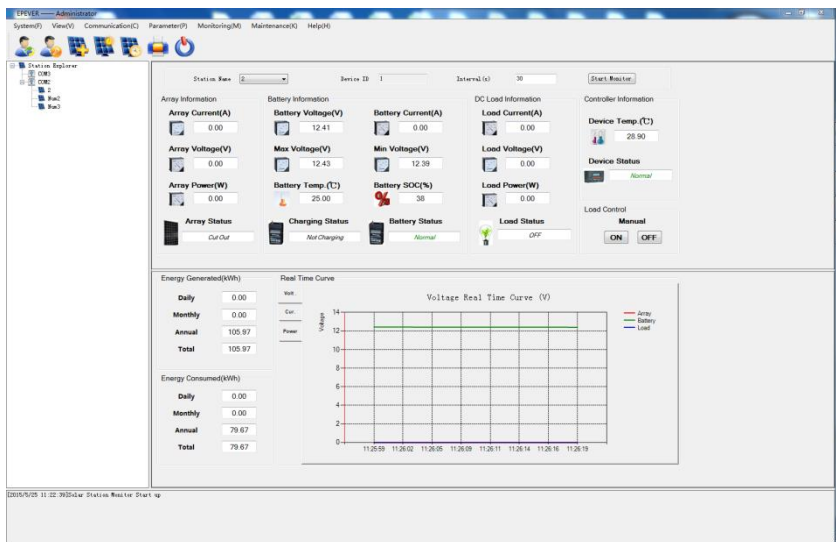 EPEVER —— Administrator
System(F) View(V) Communication(C) Parameter(P) Monitoring(M) Maintenance(K) Help(H)
Station Explorer
COM3
COM2
2
Num2
Num3
Station Name 2 Device ID 1 Interval(s) 30 Start Monitor
Array Information Battery Information DC Load Information Controller Information
Array Current(A) Battery Voltage(V) Battery Current(A) Load Current(A)
0.00 12.41 0.00 0.00
Device Temp.(℃)
28.90
Array Voltage(V) Max Voltage(V) Min Voltage(V) Load Voltage(V)
0.00 12.43 12.39 0.00
Device Status
Normal
Array Power(W) Battery Temp.(℃) Battery SOC(%) Load Power(W)
0.00 25.00 38 0.00
Load Control
Array Status Charging Status Battery Status Load Status Manual
Cut Out Not Charging Normal OFF
ON OFF
Energy Generated(kWh)
Daily 0.00
Monthly 0.00
Annual 105.97
Total 105.97
Energy Consumed(kWh)
Daily 0.00
Monthly 0.00
Annual 79.67
Total 79.67
Real Time Curve
Volt.
Cur.
Power
Voltage Real Time Curve (V)
Voltage
14
12
10
8
6
4
2
0
11:25:59 11:26:02 11:26:05 11:26:09 11:26:11 11:26:14 11:26:16 11:26:19
Array
Battery
Load
[2015/5/25 11:22:39]Solar Station Monitor Start up